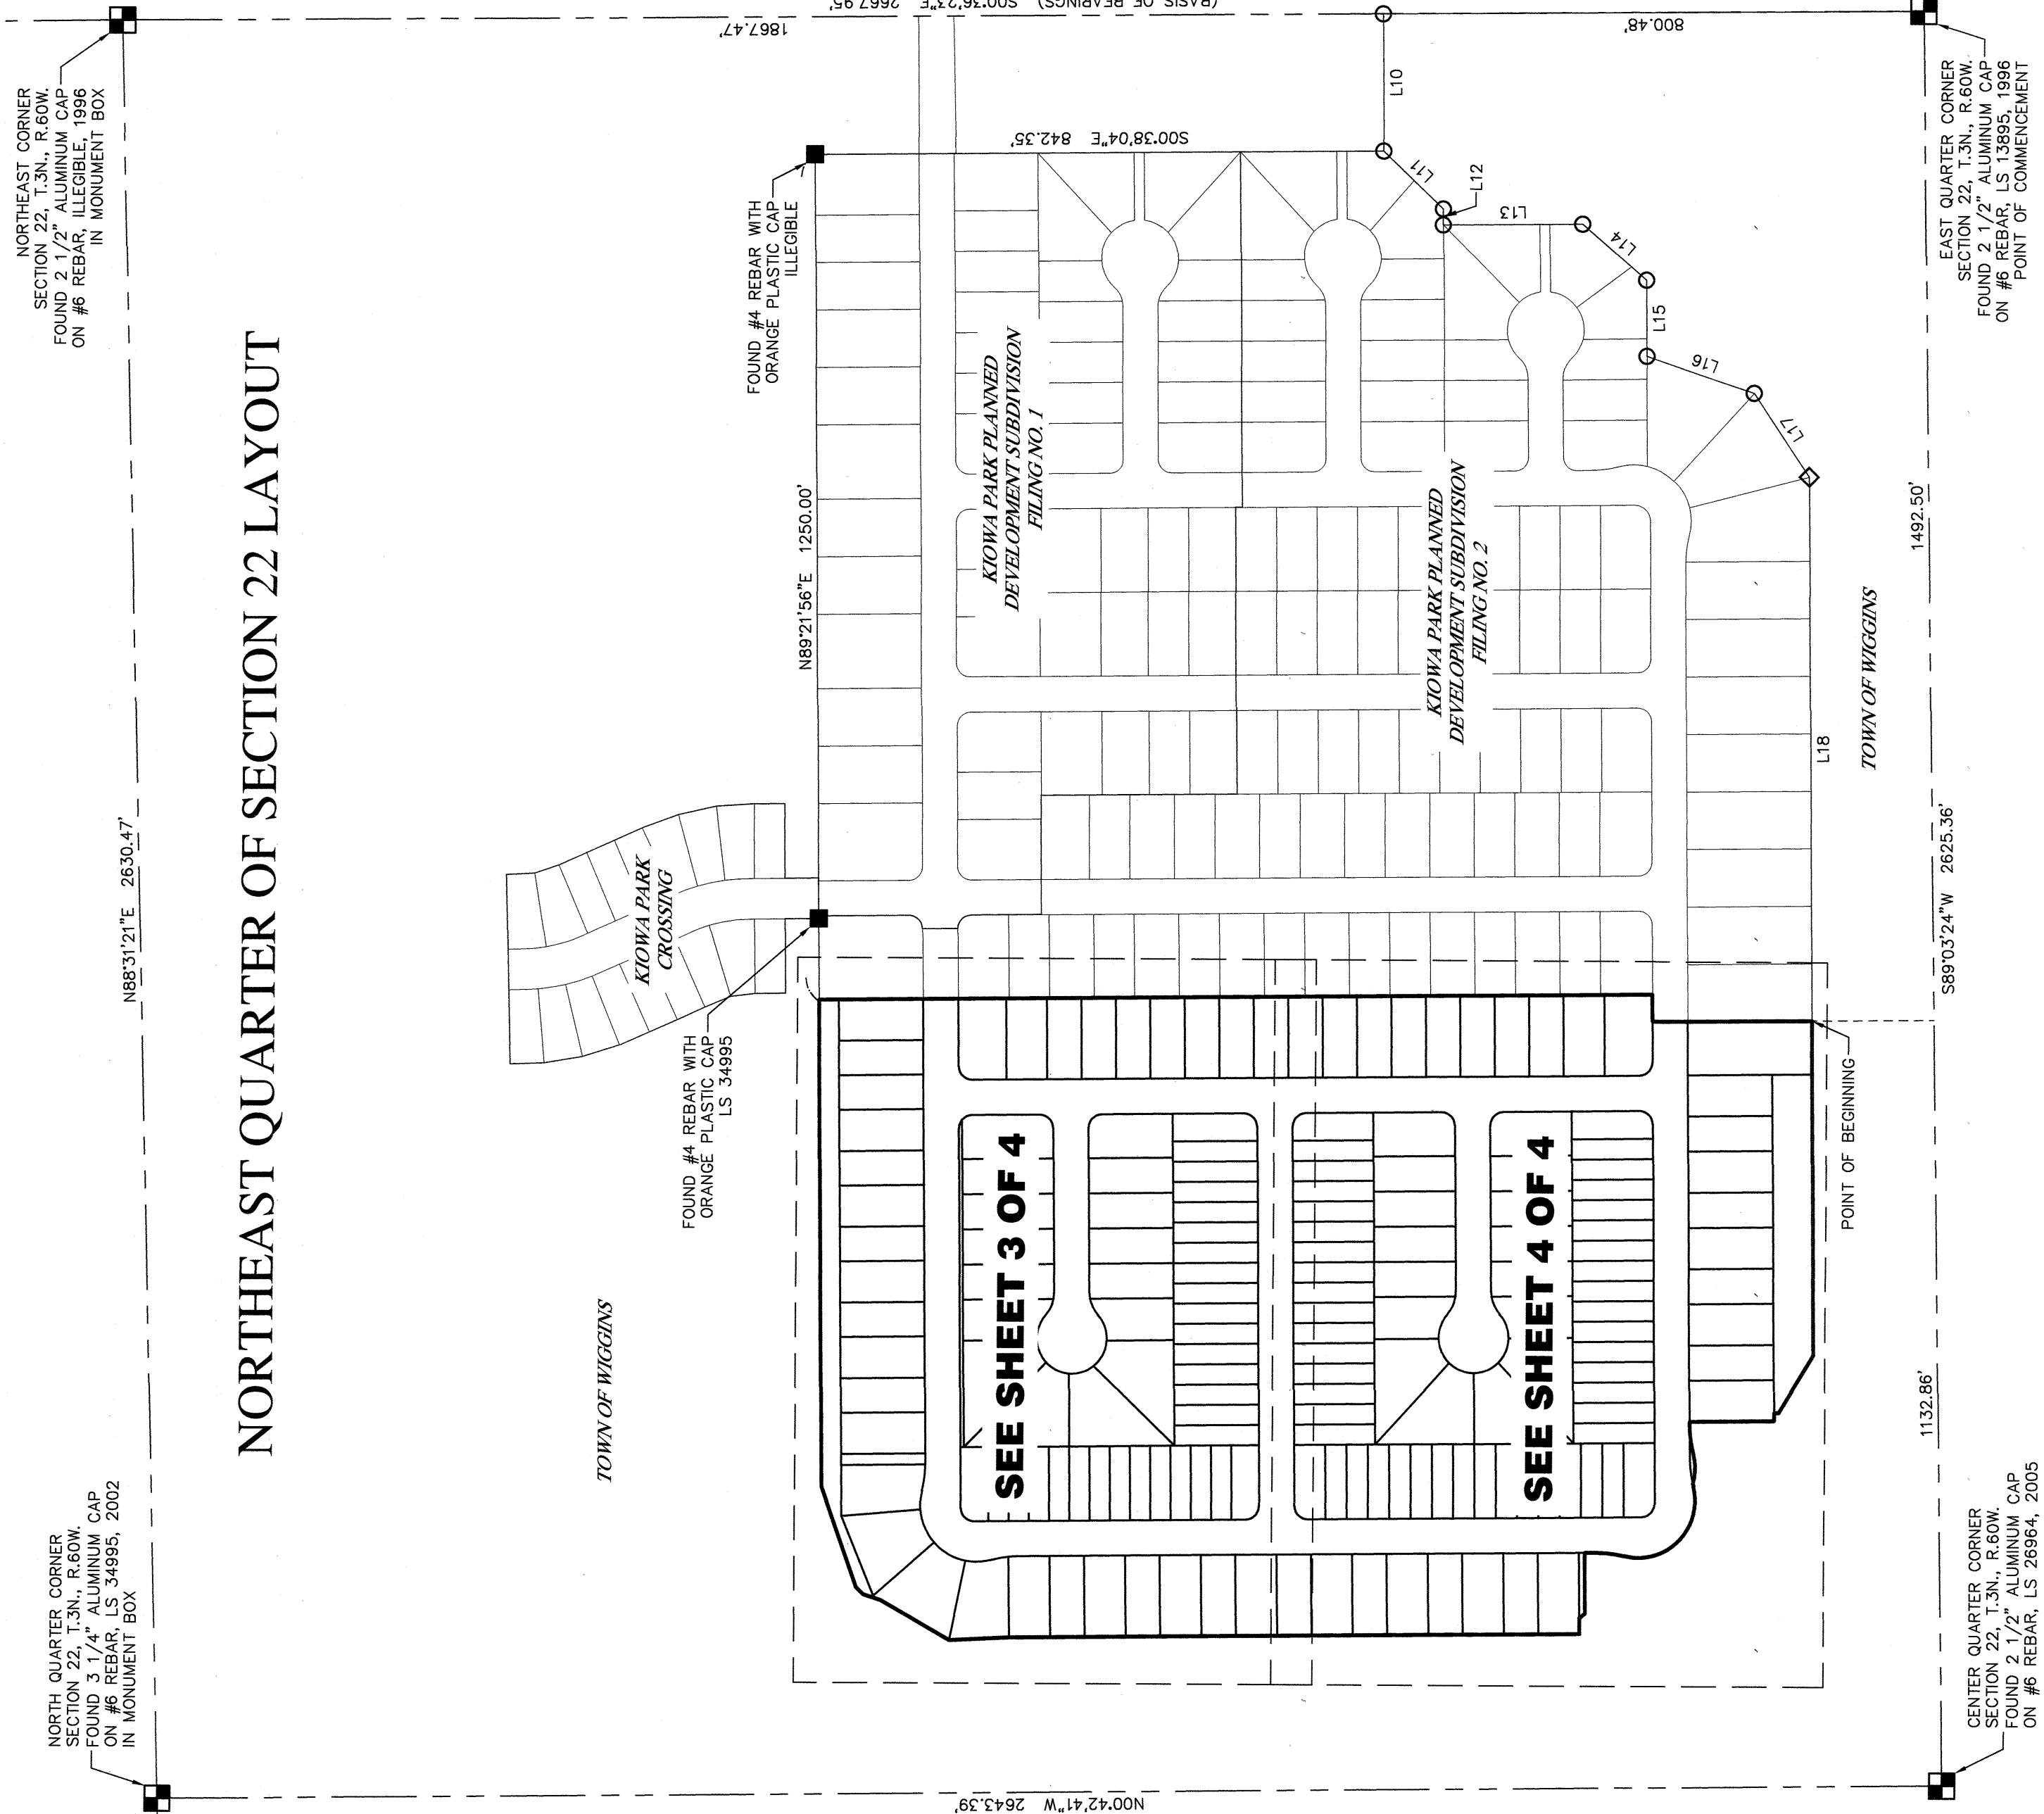 NORTHEAST QUARTER OF SECTION 22 LAYOUT
NORTH QUARTER CORNER
SECTION 22, T.3N., R.60W.
FOUND 3 1/4" ALUMINUM CAP
ON #6 REBAR, LS 34995, 2002
IN MONUMENT BOX
N88°31'21"E 2630.47'
NORTHEAST CORNER
SECTION 22, T.3N., R.60W.
FOUND 2 1/2" ALUMINUM CAP
ON #6 REBAR, ILLEGIBLE, 1996
IN MONUMENT BOX
TOWN OF WIGGINS
KIOWA PARK
CROSSING
FOUND #4 REBAR WITH
ORANGE PLASTIC CAP
LS 34995
FOUND #4 REBAR WITH
ORANGE PLASTIC CAP
ILLEGIBLE
N89°21'56"E 1250.00'
1867.47'
(BASIS OF BEARINGS) S00°36'23"E 2667.95'
S00°38'04"E 842.35'
KIOWA PARK PLANNED
DEVELOPMENT SUBDIVISION
FILING NO. 1
SEE SHEET 3 OF 4
N00°42'41"W 2643.39'
L10
L11
L12
L13
L14
L15
L16
L17
L18
KIOWA PARK PLANNED
DEVELOPMENT SUBDIVISION
FILING NO. 2
SEE SHEET 4 OF 4
800.48'
POINT OF BEGINNING
TOWN OF WIGGINS
1132.86'
1492.50'
S89°03'24"W 2625.36'
CENTER QUARTER CORNER
SECTION 22, T.3N., R.60W.
FOUND 2 1/2" ALUMINUM CAP
ON #6 REBAR, LS 26964, 2005
EAST QUARTER CORNER
SECTION 22, T.3N., R.60W.
FOUND 2 1/2" ALUMINUM CAP
ON #6 REBAR, LS 13895, 1996
POINT OF COMMENCEMENT